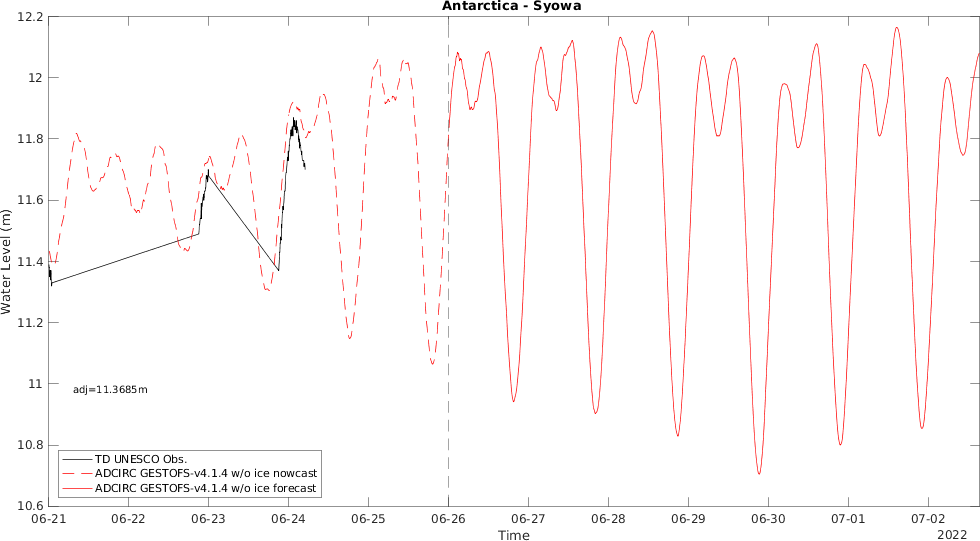 Antarctica - Syowa
12.2
12
11.8
11.6
11.4
11.2
11
10.8
10.6
Water Level (m)
adj=11.3685m
TD UNESCO Obs.
ADCIRC GESTOFS-v4.1.4 w/o ice nowcast
ADCIRC GESTOFS-v4.1.4 w/o ice forecast
06-21 06-22 06-23 06-24 06-25 06-26 06-27 06-28 06-29 06-30 07-01 07-02
Time
2022